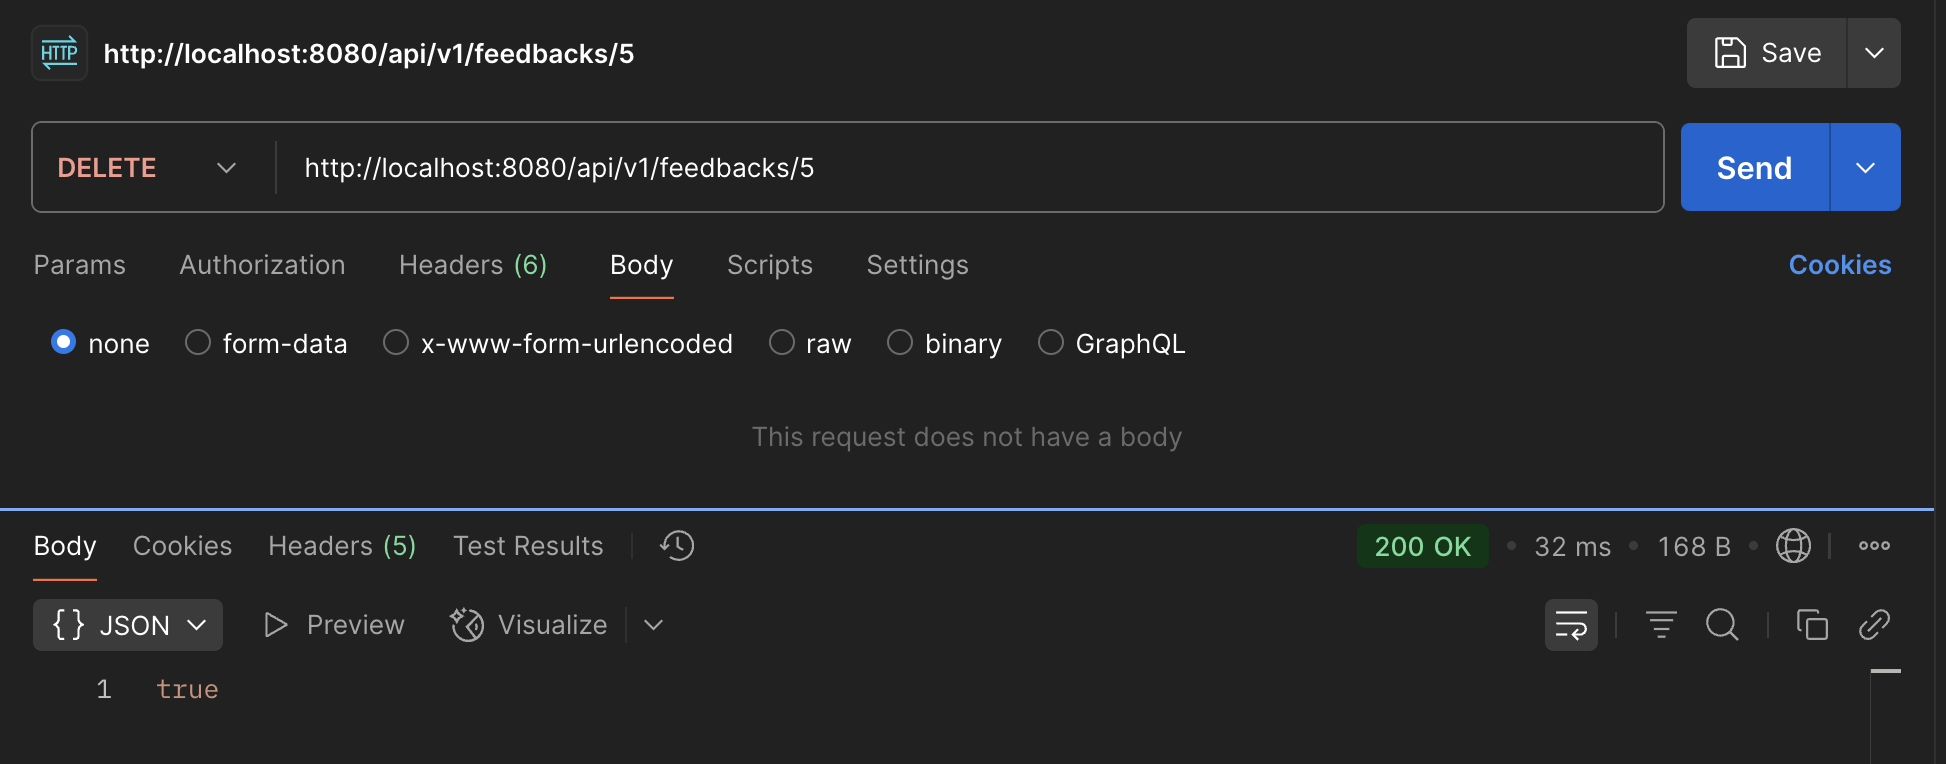 HTTP http://localhost:8080/api/v1/feedbacks/5 Save
DELETE http://localhost:8080/api/v1/feedbacks/5 Send
Params Authorization Headers (6) Body Scripts Settings Cookies
none form-data x-www-form-urlencoded raw binary GraphQL
This request does not have a body
Body Cookies Headers (5) Test Results 200 OK • 32 ms • 168 B •
{} JSON Preview Visualize
1 true